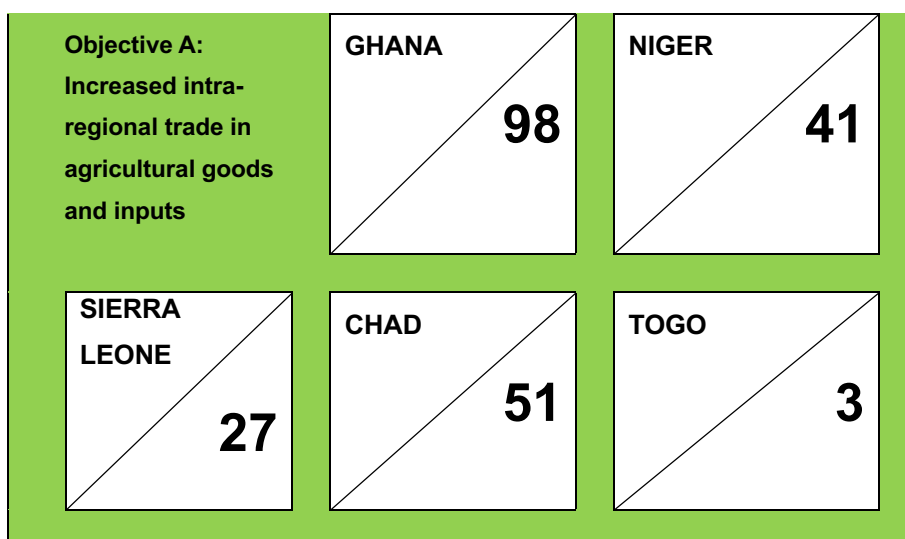 Objective A:
Increased intra-
regional trade in
agricultural goods
and inputs
GHANA
98
NIGER
41
SIERRA
LEONE
27
CHAD
51
TOGO
3